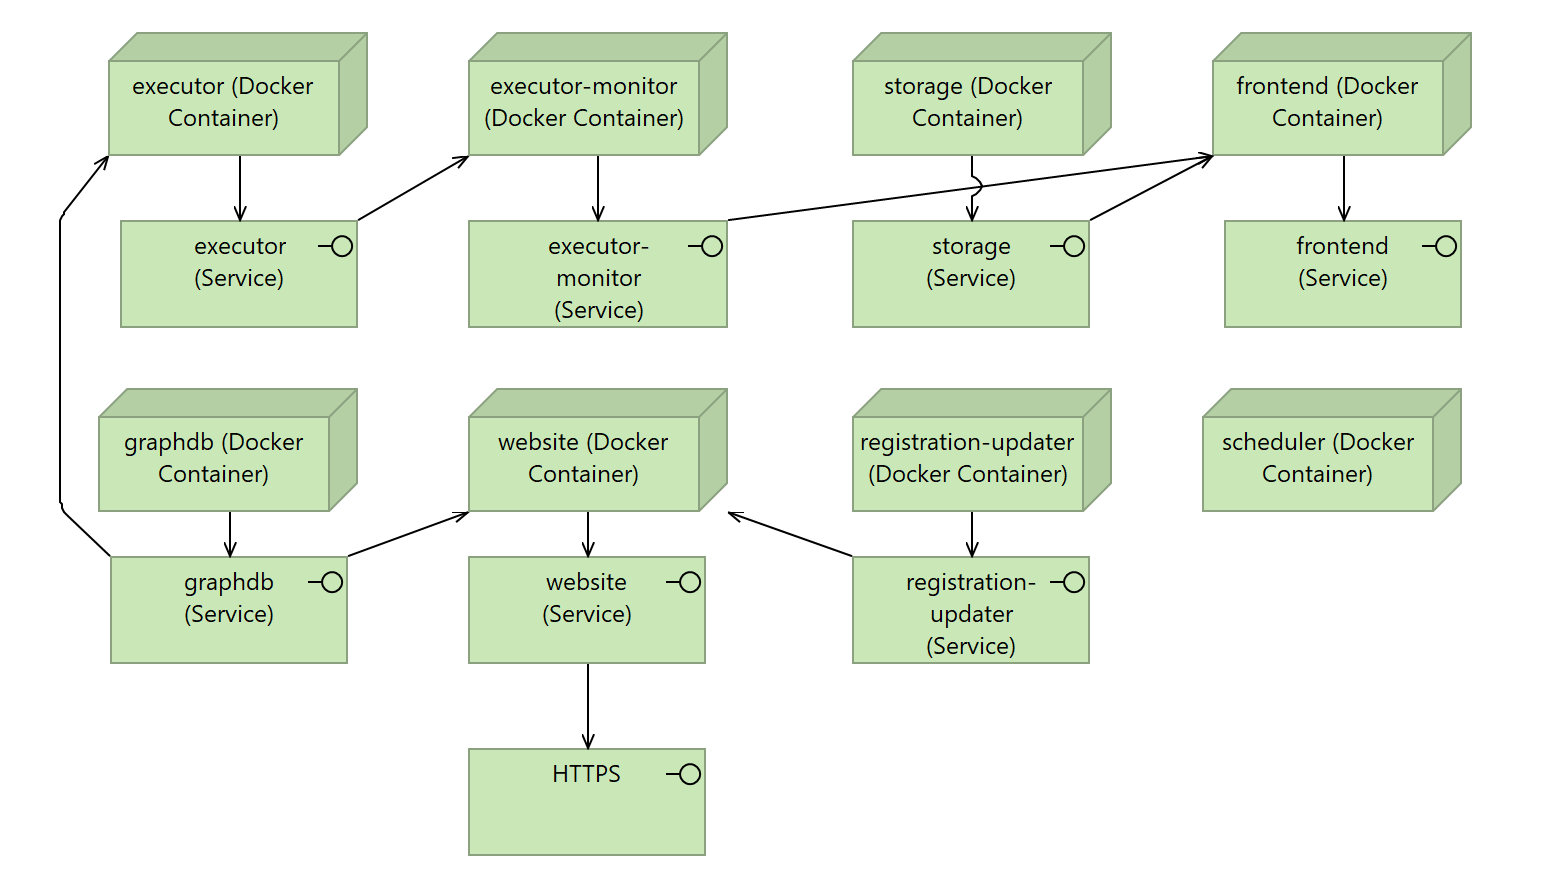 executor (Docker
Container)
executor-monitor
(Docker Container)
storage (Docker
Container)
frontend (Docker
Container)
executor
(Service)
executor-
monitor
(Service)
storage
(Service)
frontend
(Service)
graphdb (Docker
Container)
website (Docker
Container)
registration-updater
(Docker Container)
scheduler (Docker
Container)
graphdb
(Service)
website
(Service)
registration-
updater
(Service)
HTTPS